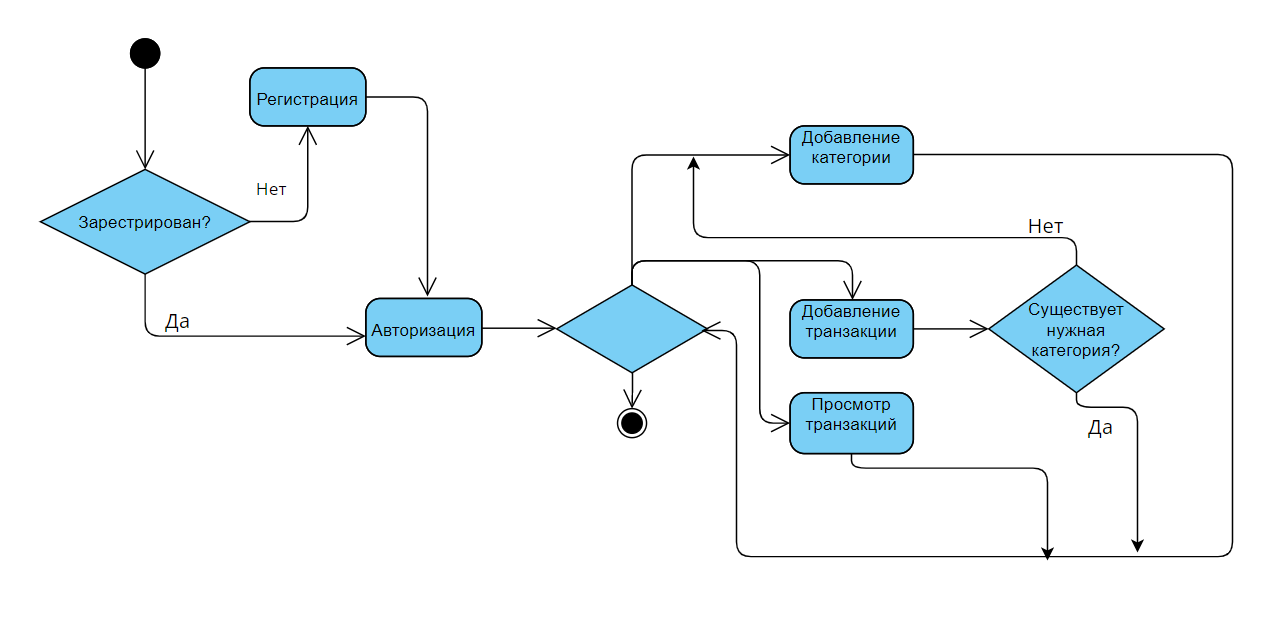 Регистрация
Нет
Зарестрирован?
Да
Авторизация
Добавление
категории
Нет
Добавление
транзакции
Существует
нужная
категория?
Просмотр
транзакций
Да